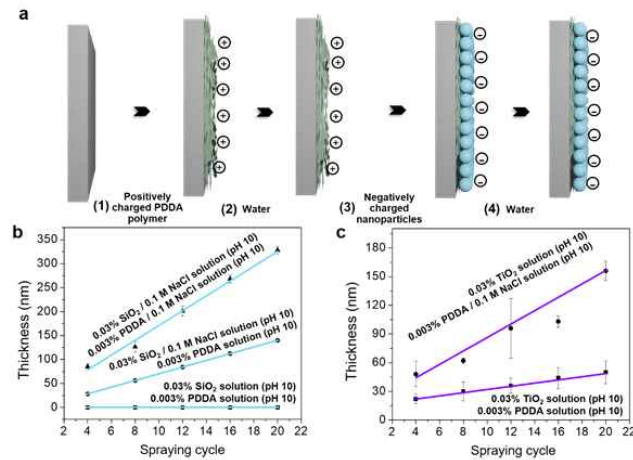 a
(1) Positively charged PDDA polymer
(2) Water
(3) Negatively charged nanoparticles
(4) Water
b
Thickness (nm)
350
300
250
200
150
100
50
0
0.03% SiO₂ / 0.1 M NaCl solution (pH 10)
0.003% PDDA / 0.1 M NaCl solution (pH 10)
0.03% SiO₂ / 0.1 M NaCl solution (pH 10)
0.003% PDDA solution (pH 10)
0.03% SiO₂ solution (pH 10)
0.003% PDDA solution (pH 10)
2 4 6 8 10 12 14 16 18 20 22
Spraying cycle
c
Thickness (nm)
180
150
120
90
60
30
0
0.03% TiO₂ solution (pH 10)
0.003% PDDA / 0.1 M NaCl solution (pH 10)
0.03% TiO₂ solution (pH 10)
0.003% PDDA solution (pH 10)
2 4 6 8 10 12 14 16 18 20 22
Spraying cycle